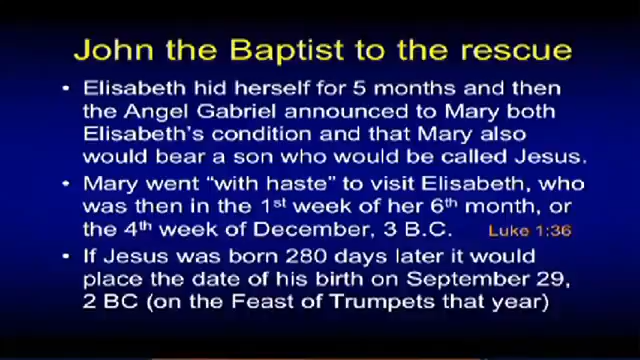 John the Baptist to the rescue
• Elisabeth hid herself for 5 months and then
the Angel Gabriel announced to Mary both
Elisabeth's condition and that Mary also
would bear a son who would be called Jesus.
• Mary went "with haste" to visit Elisabeth, who
was then in the 1st week of her 6th month, or
the 4th week of December, 3 B.C. Luke 1:36
• If Jesus was born 280 days later it would
place the date of his birth on September 29,
2 BC (on the Feast of Trumpets that year)